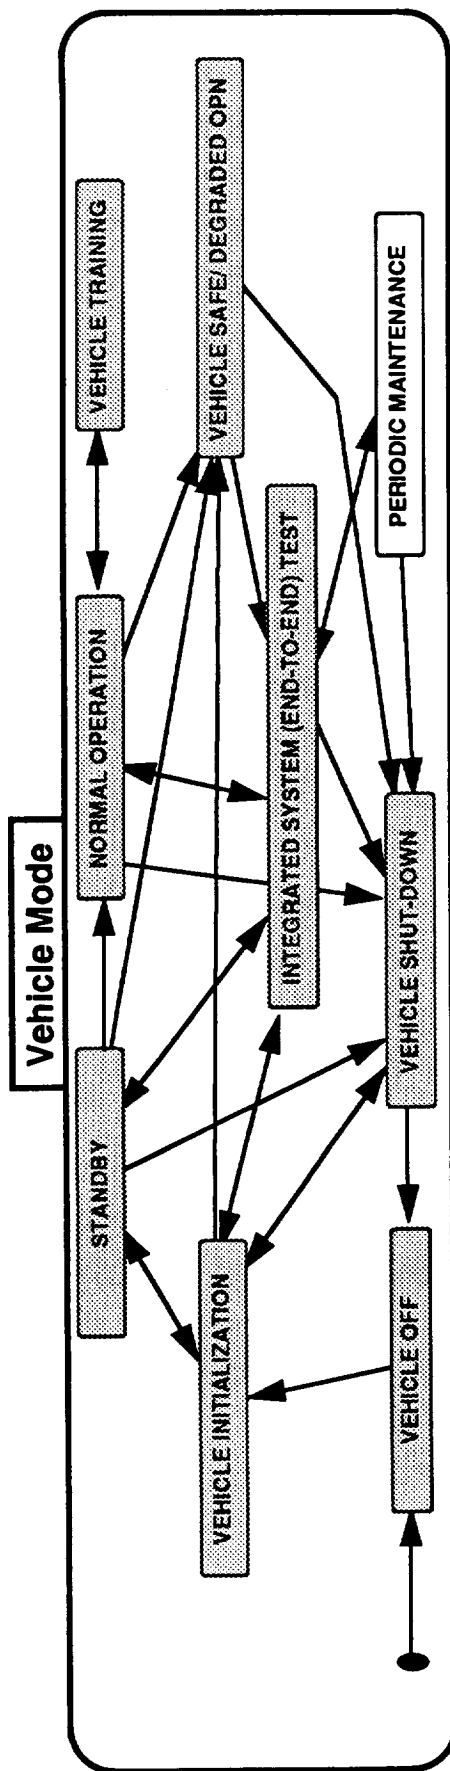 Vehicle Mode
STANDBY
NORMAL OPERATION
VEHICLE TRAINING
VEHICLE INITIALIZATION
VEHICLE SAFE/ DEGRADED OPN
INTEGRATED SYSTEM (END-TO-END) TEST
VEHICLE OFF
VEHICLE SHUT-DOWN
PERIODIC MAINTENANCE